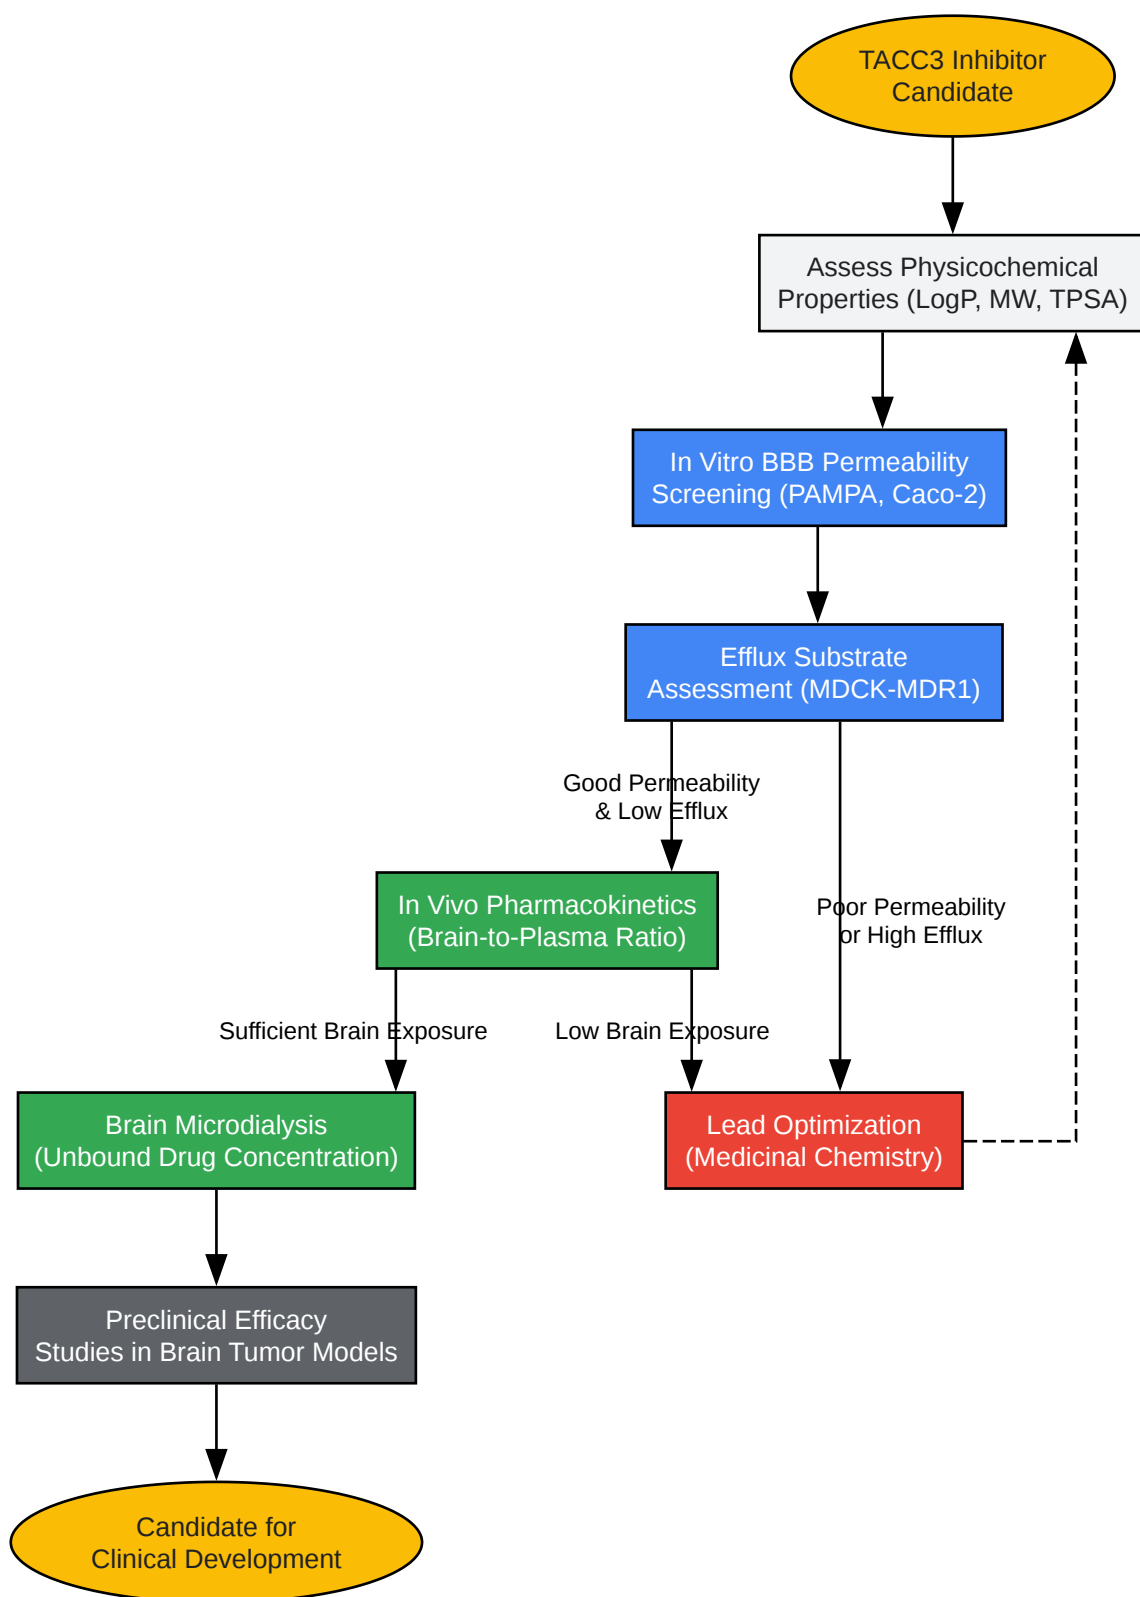 TACC3 Inhibitor
Candidate
Assess Physicochemical
Properties (LogP, MW, TPSA)
In Vitro BBB Permeability
Screening (PAMPA, Caco-2)
Efflux Substrate
Assessment (MDCK-MDR1)
Good Permeability
& Low Efflux
In Vivo Pharmacokinetics
(Brain-to-Plasma Ratio)
Poor Permeability
or High Efflux
Sufficient Brain Exposure
Low Brain Exposure
Brain Microdialysis
(Unbound Drug Concentration)
Lead Optimization
(Medicinal Chemistry)
Preclinical Efficacy
Studies in Brain Tumor Models
Candidate for
Clinical Development